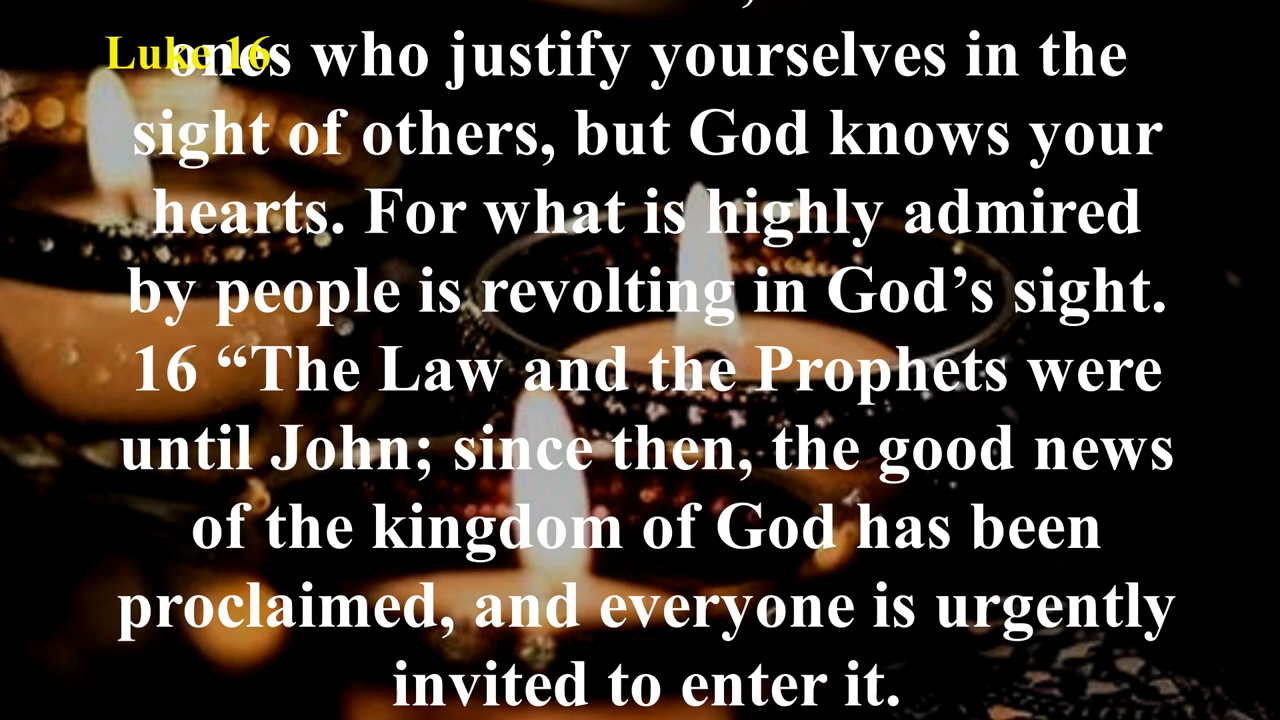 Luke 16
ones who justify yourselves in the
sight of others, but God knows your
hearts. For what is highly admired
by people is revolting in God’s sight.
16 “The Law and the Prophets were
until John; since then, the good news
of the kingdom of God has been
proclaimed, and everyone is urgently
invited to enter it.